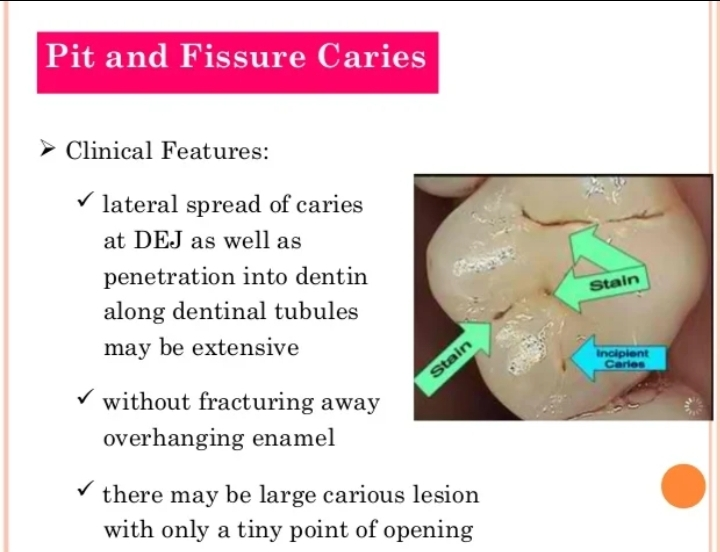 Pit and Fissure Caries
Clinical Features:
lateral spread of caries
at DEJ as well as
penetration into dentin
along dentinal tubules
may be extensive
without fracturing away
overhanging enamel
there may be large carious lesion
with only a tiny point of opening
Stain
Stain
Incipient
Caries